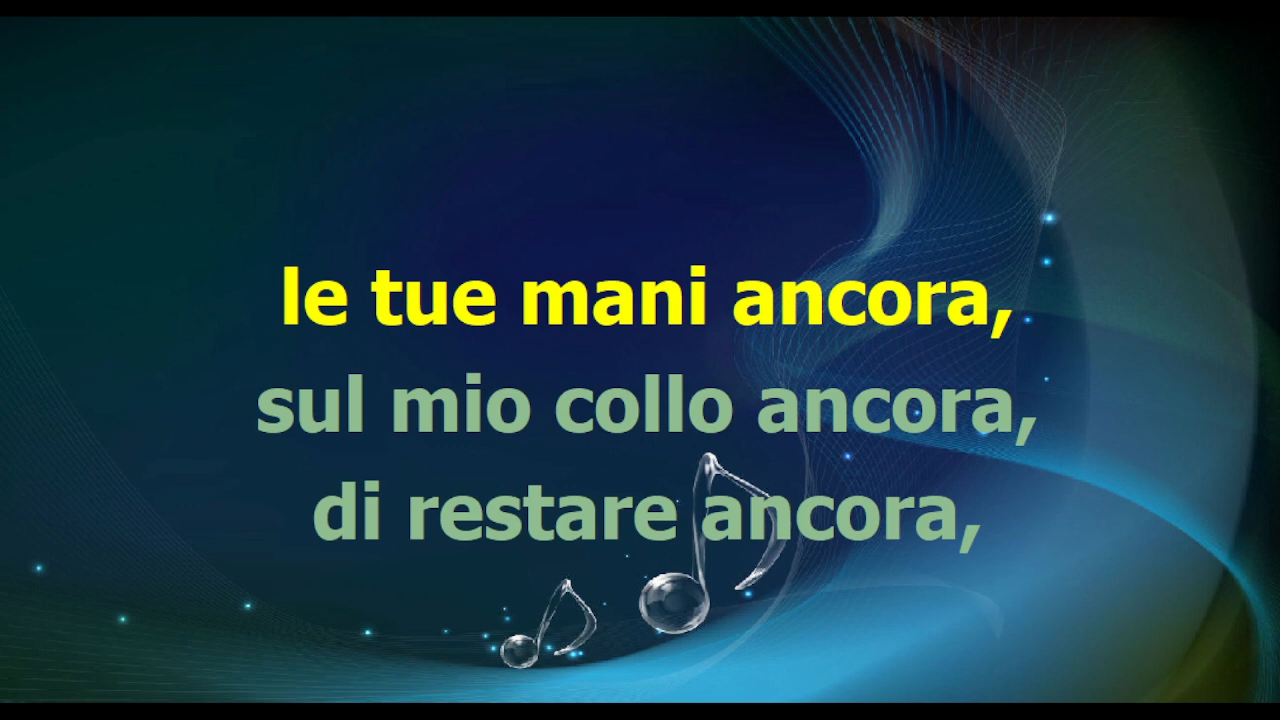 le tue mani ancora,
sul mio collo ancora,
di restare ancora,